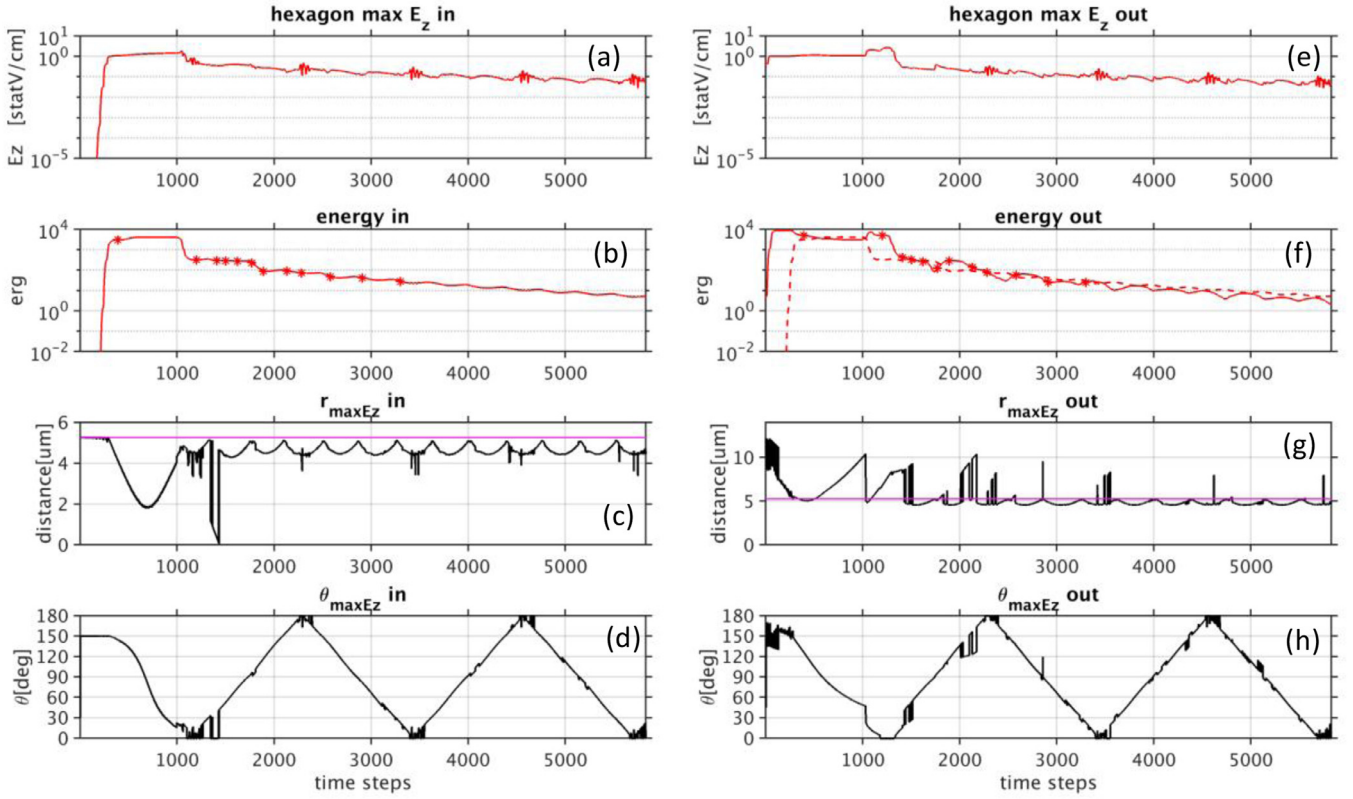 hexagon max E_z in
10^1
10^0
10^-5
Ez [statV/cm]
(a)
1000 2000 3000 4000 5000
energy in
10^4
10^0
10^-2
erg
(b)
1000 2000 3000 4000 5000
r_maxEz in
6
4
2
0
distance[um]
(c)
1000 2000 3000 4000 5000
θ_maxEz in
180
150
120
90
60
30
0
θ[deg]
(d)
1000 2000 3000 4000 5000
time steps
hexagon max E_z out
10^1
10^0
10^-5
Ez [statV/cm]
(e)
1000 2000 3000 4000 5000
energy out
10^4
10^0
10^-2
erg
(f)
1000 2000 3000 4000 5000
r_maxEz out
10
5
0
distance[um]
(g)
1000 2000 3000 4000 5000
θ_maxEz out
180
150
120
90
60
30
0
θ[deg]
(h)
1000 2000 3000 4000 5000
time steps